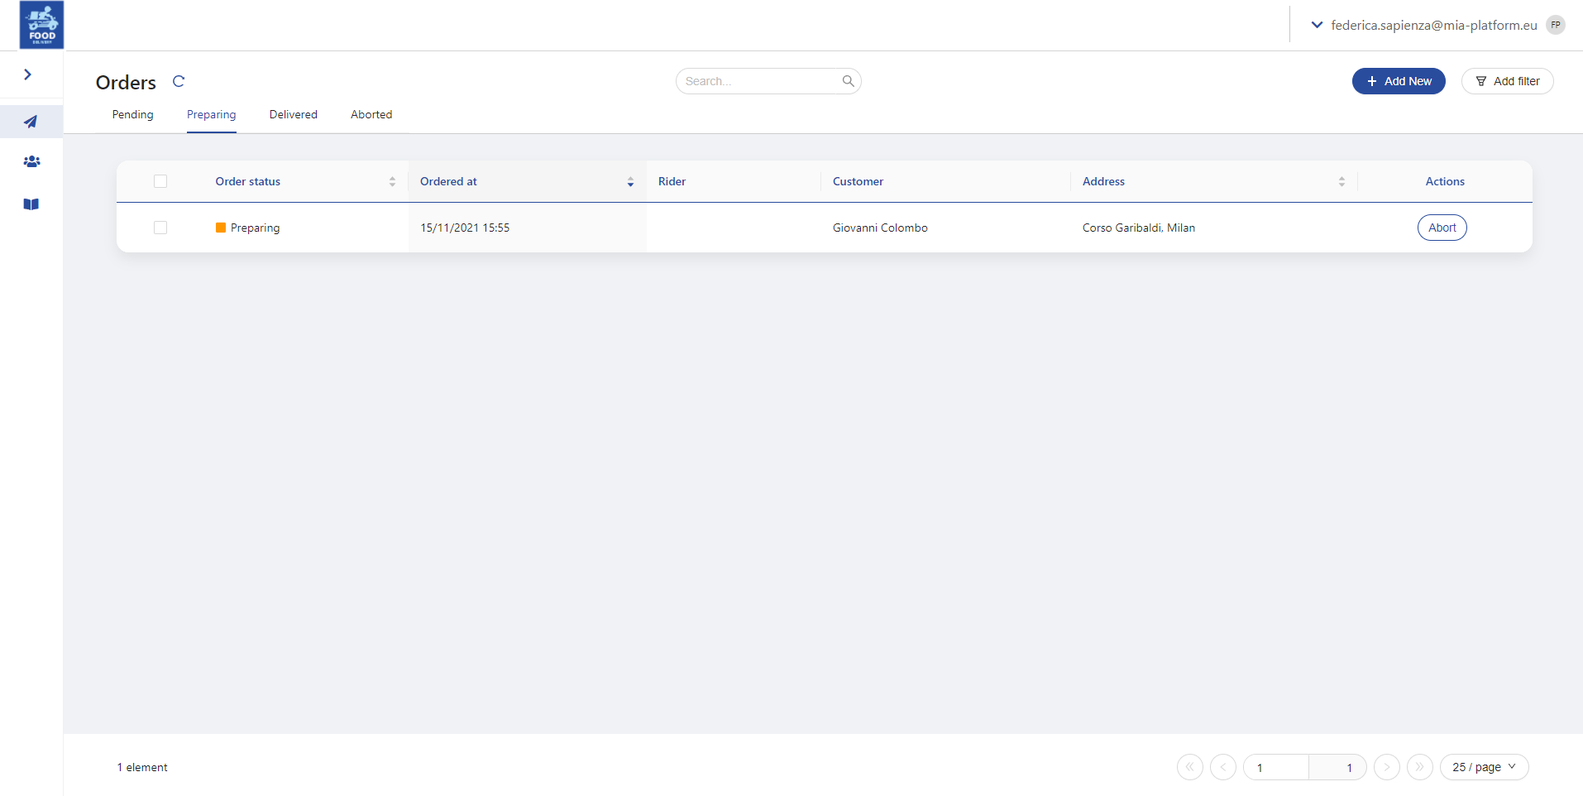 FOOD
DELIVERY
federica.sapienza@mia-platform.eu FP
Orders
Search...
+ Add New
Add filter
Pending Preparing Delivered Aborted
Order status Ordered at Rider Customer Address Actions
Preparing 15/11/2021 15:55 Giovanni Colombo Corso Garibaldi, Milan Abort
1 element
1 1 25 / page